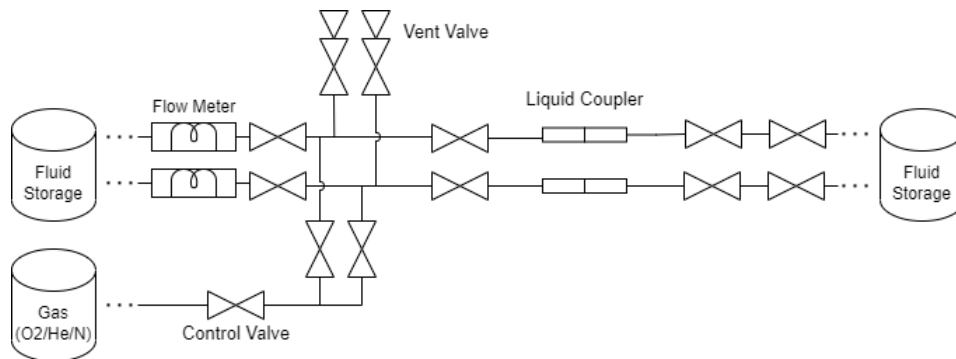 Vent Valve
Flow Meter
Liquid Coupler
Fluid
Storage
Fluid
Storage
Gas
(O2/He/N)
Control Valve